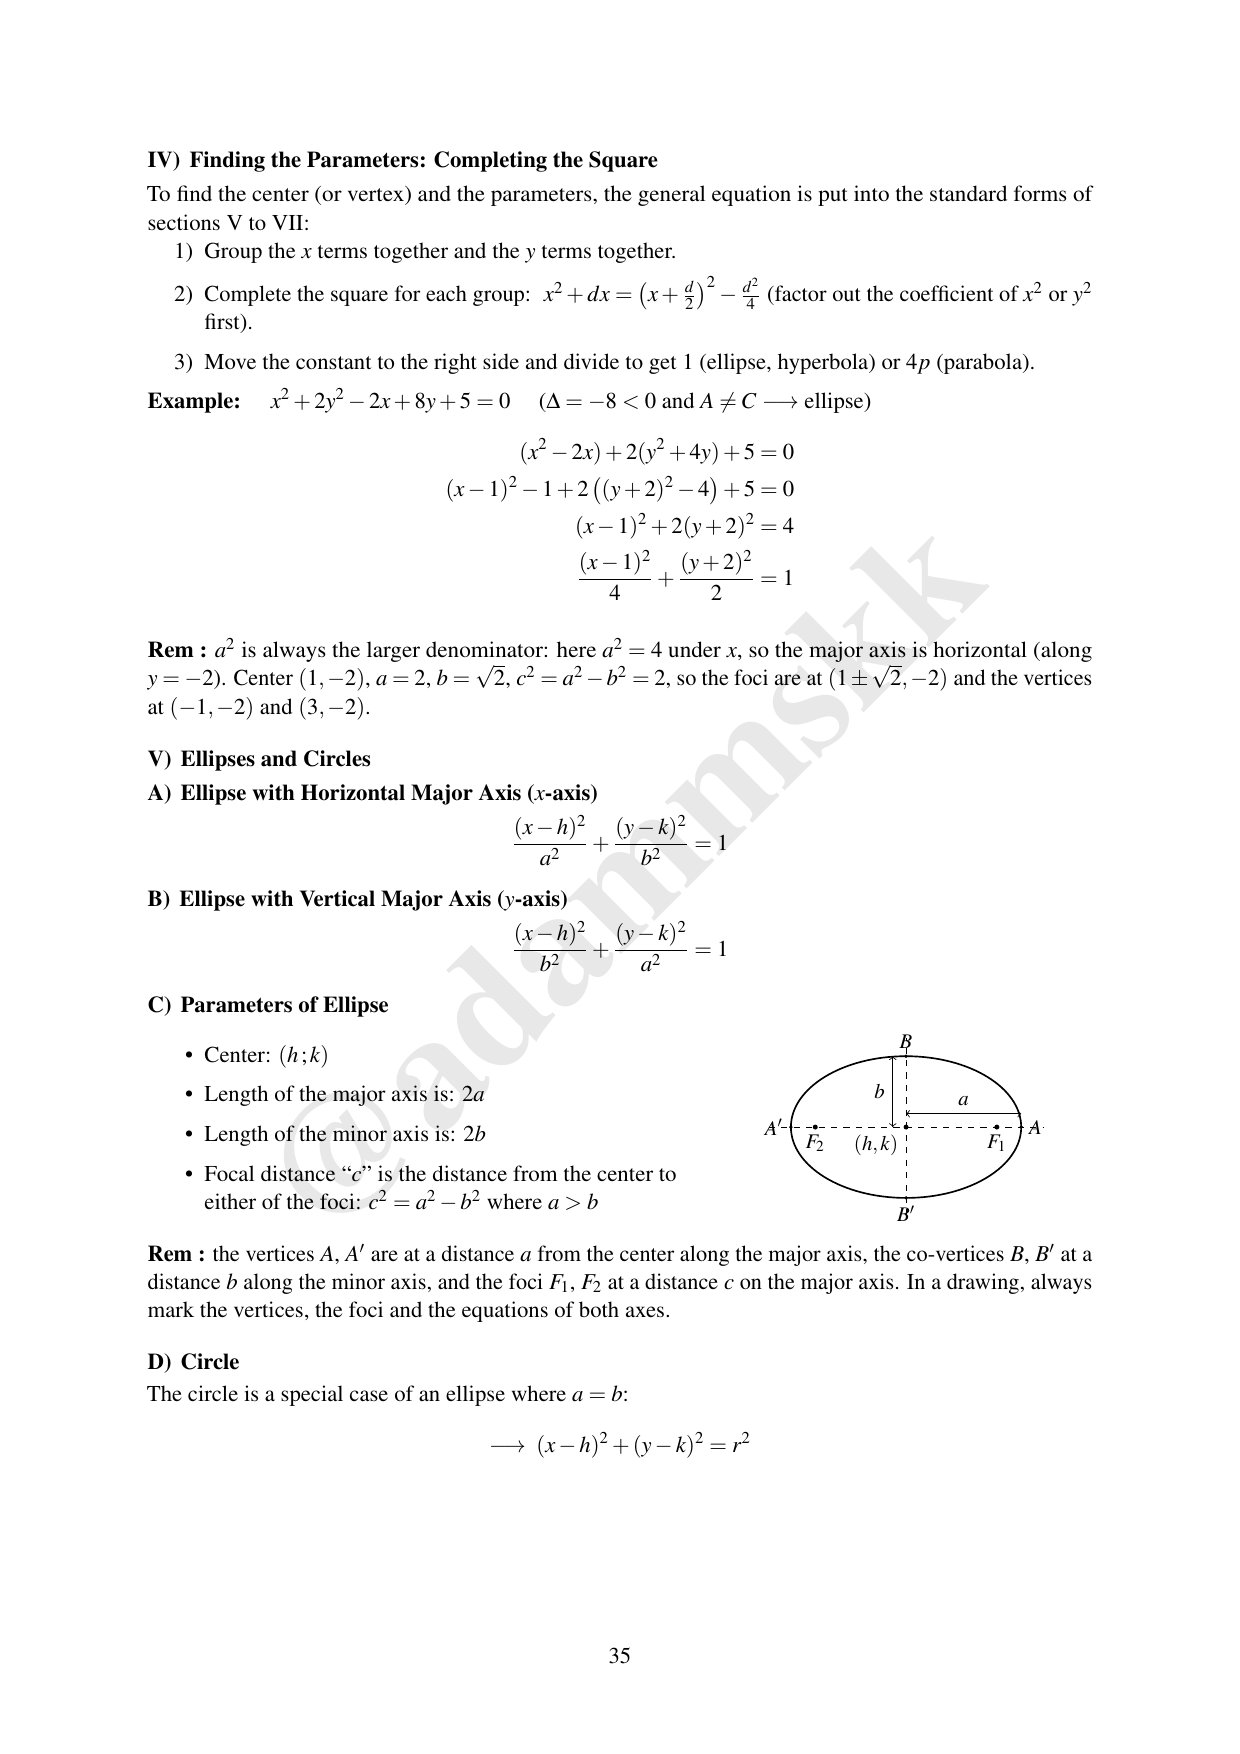 IV) Finding the Parameters: Completing the Square
To find the center (or vertex) and the parameters, the general equation is put into the standard forms of
sections V to VII:
1) Group the x terms together and the y terms together.
2) Complete the square for each group: x² + dx = (x + d/2)² − d²/4 (factor out the coefficient of x² or y²
first).
3) Move the constant to the right side and divide to get 1 (ellipse, hyperbola) or 4p (parabola).
Example: x² + 2y² − 2x + 8y + 5 = 0 (Δ = −8 < 0 and A ≠ C ⟶ ellipse)
(x² − 2x) + 2(y² + 4y) + 5 = 0
(x − 1)² − 1 + 2((y + 2)² − 4) + 5 = 0
(x − 1)² + 2(y + 2)² = 4
(x − 1)²/4 + (y + 2)²/2 = 1
Rem : a² is always the larger denominator: here a² = 4 under x, so the major axis is horizontal (along
y = −2). Center (1, −2), a = 2, b = √2, c² = a² − b² = 2, so the foci are at (1 ± √2, −2) and the vertices
at (−1, −2) and (3, −2).
V) Ellipses and Circles
A) Ellipse with Horizontal Major Axis (x-axis)
(x − h)²/a² + (y − k)²/b² = 1
B) Ellipse with Vertical Major Axis (y-axis)
(x − h)²/b² + (y − k)²/a² = 1
C) Parameters of Ellipse
• Center: (h ; k)
• Length of the major axis is: 2a
• Length of the minor axis is: 2b
• Focal distance “c” is the distance from the center to
either of the foci: c² = a² − b² where a > b
B
b
a
A′
F₂
(h, k)
F₁
A
B′
Rem : the vertices A, A′ are at a distance a from the center along the major axis, the co-vertices B, B′ at a
distance b along the minor axis, and the foci F₁, F₂ at a distance c on the major axis. In a drawing, always
mark the vertices, the foci and the equations of both axes.
D) Circle
The circle is a special case of an ellipse where a = b:
⟶ (x − h)² + (y − k)² = r²
35
@adammskk